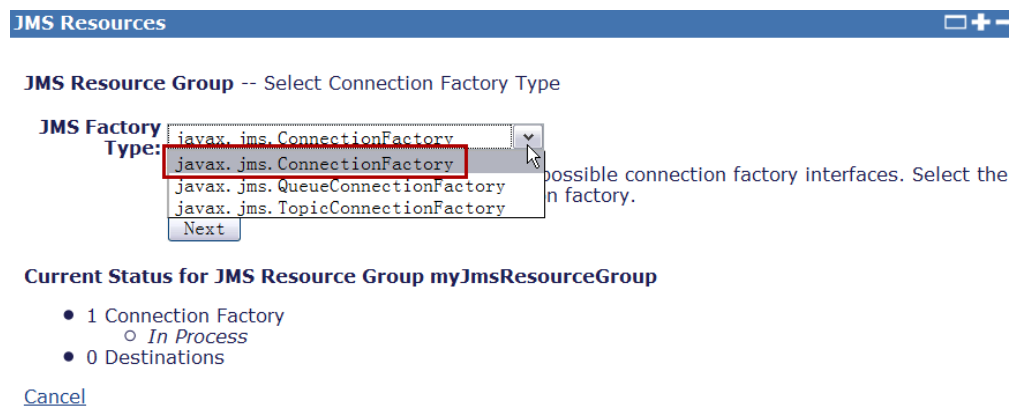 JMS Resources
JMS Resource Group -- Select Connection Factory Type
JMS Factory Type:
javax.jms.ConnectionFactory
javax.jms.ConnectionFactory
javax.jms.QueueConnectionFactory
javax.jms.TopicConnectionFactory
possible connection factory interfaces. Select the
n factory.
Next
Current Status for JMS Resource Group myJmsResourceGroup
1 Connection Factory
In Process
0 Destinations
Cancel